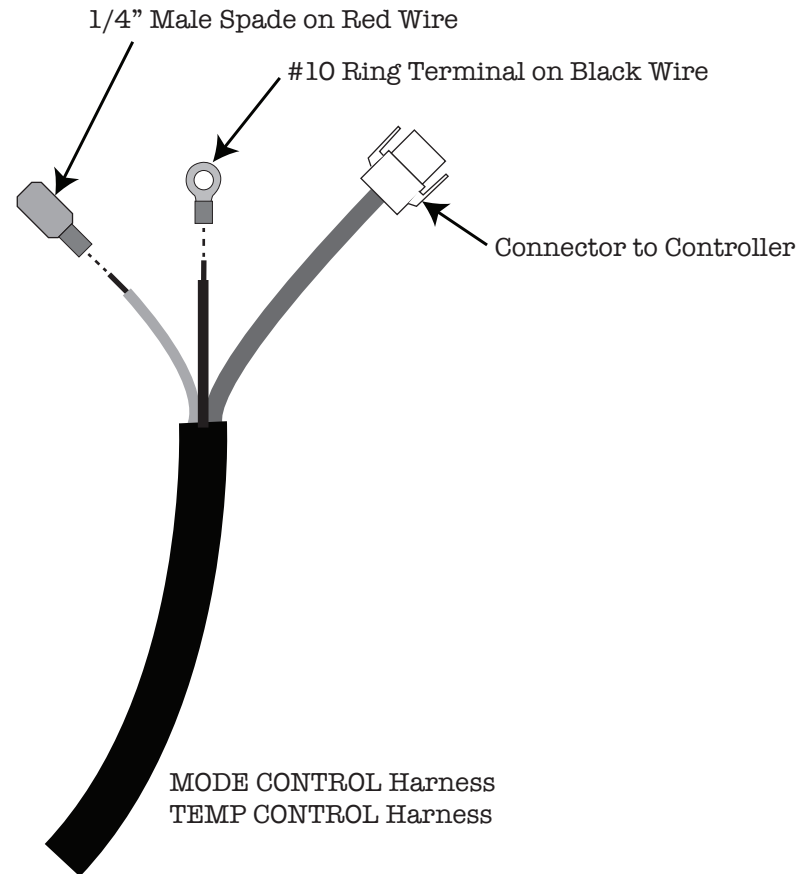 1/4” Male Spade on Red Wire
#10 Ring Terminal on Black Wire
Connector to Controller
MODE CONTROL Harness
TEMP CONTROL Harness